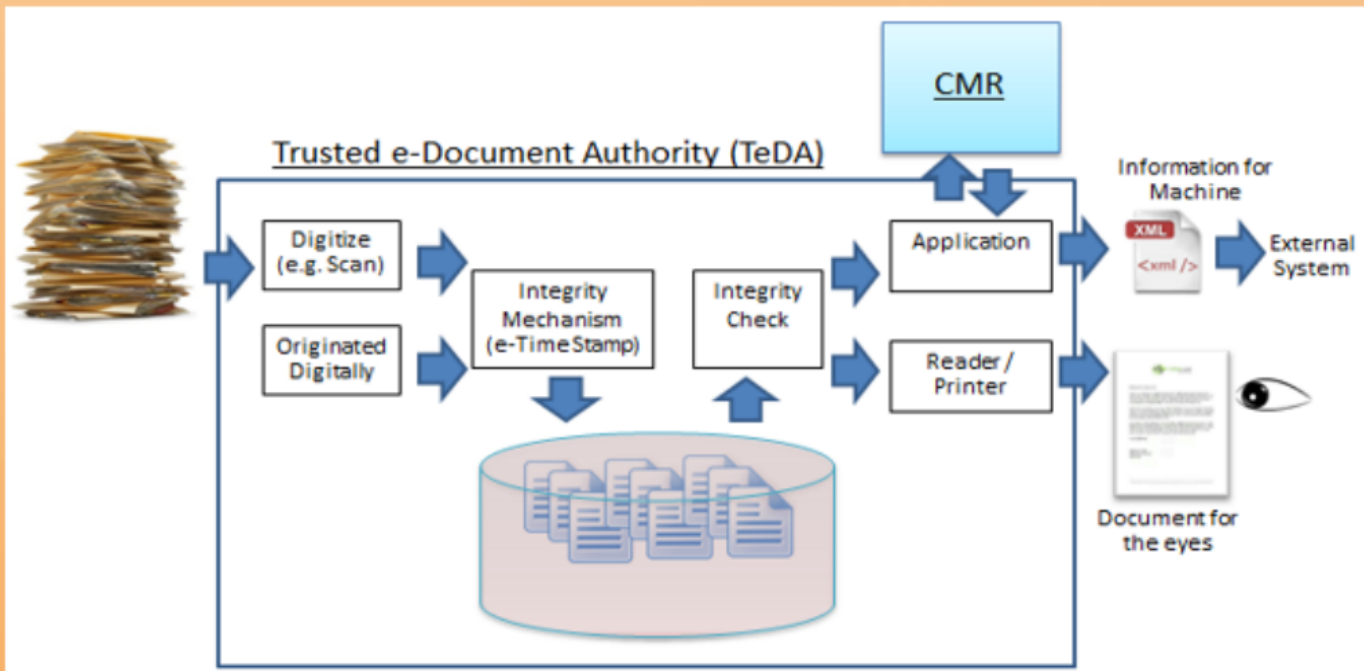 CMR
Trusted e-Document Authority (TeDA)
Information for
Machine
Digitize
(e.g. Scan)
Application
XML
<xml />
External
System
Integrity
Mechanism
(e-Time Stamp)
Integrity
Check
Originated
Digitally
Reader /
Printer
Document for
the eyes